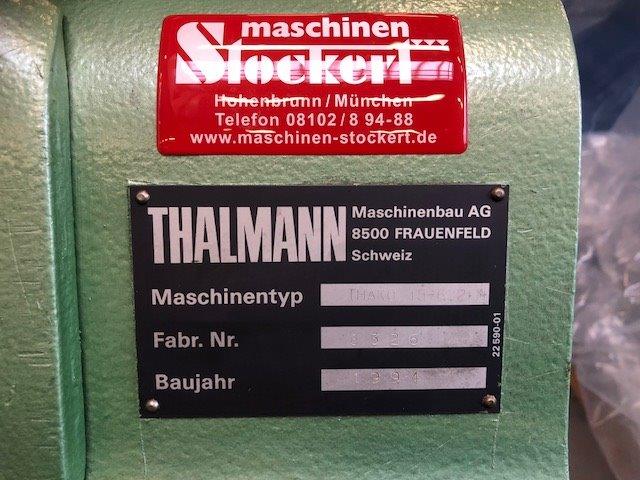 maschinen
Stockert
Hohenbrunn/München
Telefon 08102/8 94-88
www.maschinen-stockert.de
THALMANN
Maschinenbau AG
8500 FRAUENFELD
Schweiz
Maschinentyp THAKO
Fabr. Nr.
Baujahr 1994
22590-01